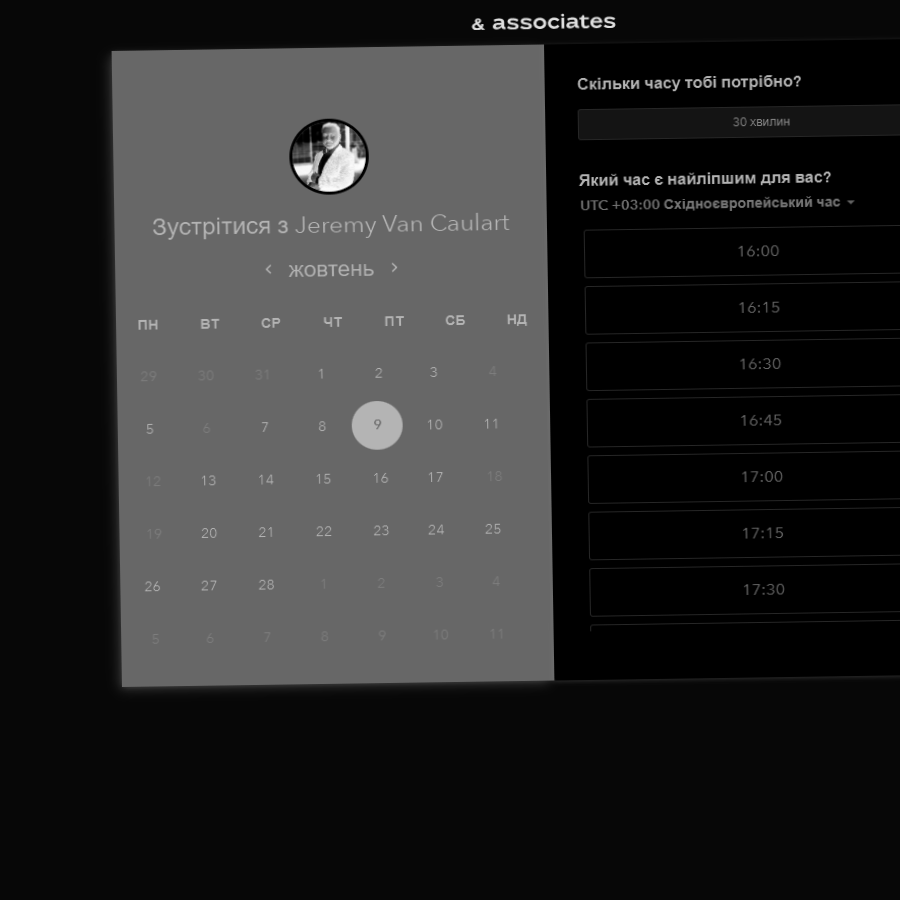 & associates
Зустрітися з Jeremy Van Caulart
жовтень
ПН ВТ СР ЧТ ПТ СБ НД
29 30 31 1 2 3 4
5 6 7 8 9 10 11
12 13 14 15 16 17 18
19 20 21 22 23 24 25
26 27 28 1 2 3 4
5 6 7 8 9 10 11
Скільки часу тобі потрібно?
30 хвилин
Який час є найліпшим для вас?
UTC +03:00 Східноєвропейський час
16:00
16:15
16:30
16:45
17:00
17:15
17:30